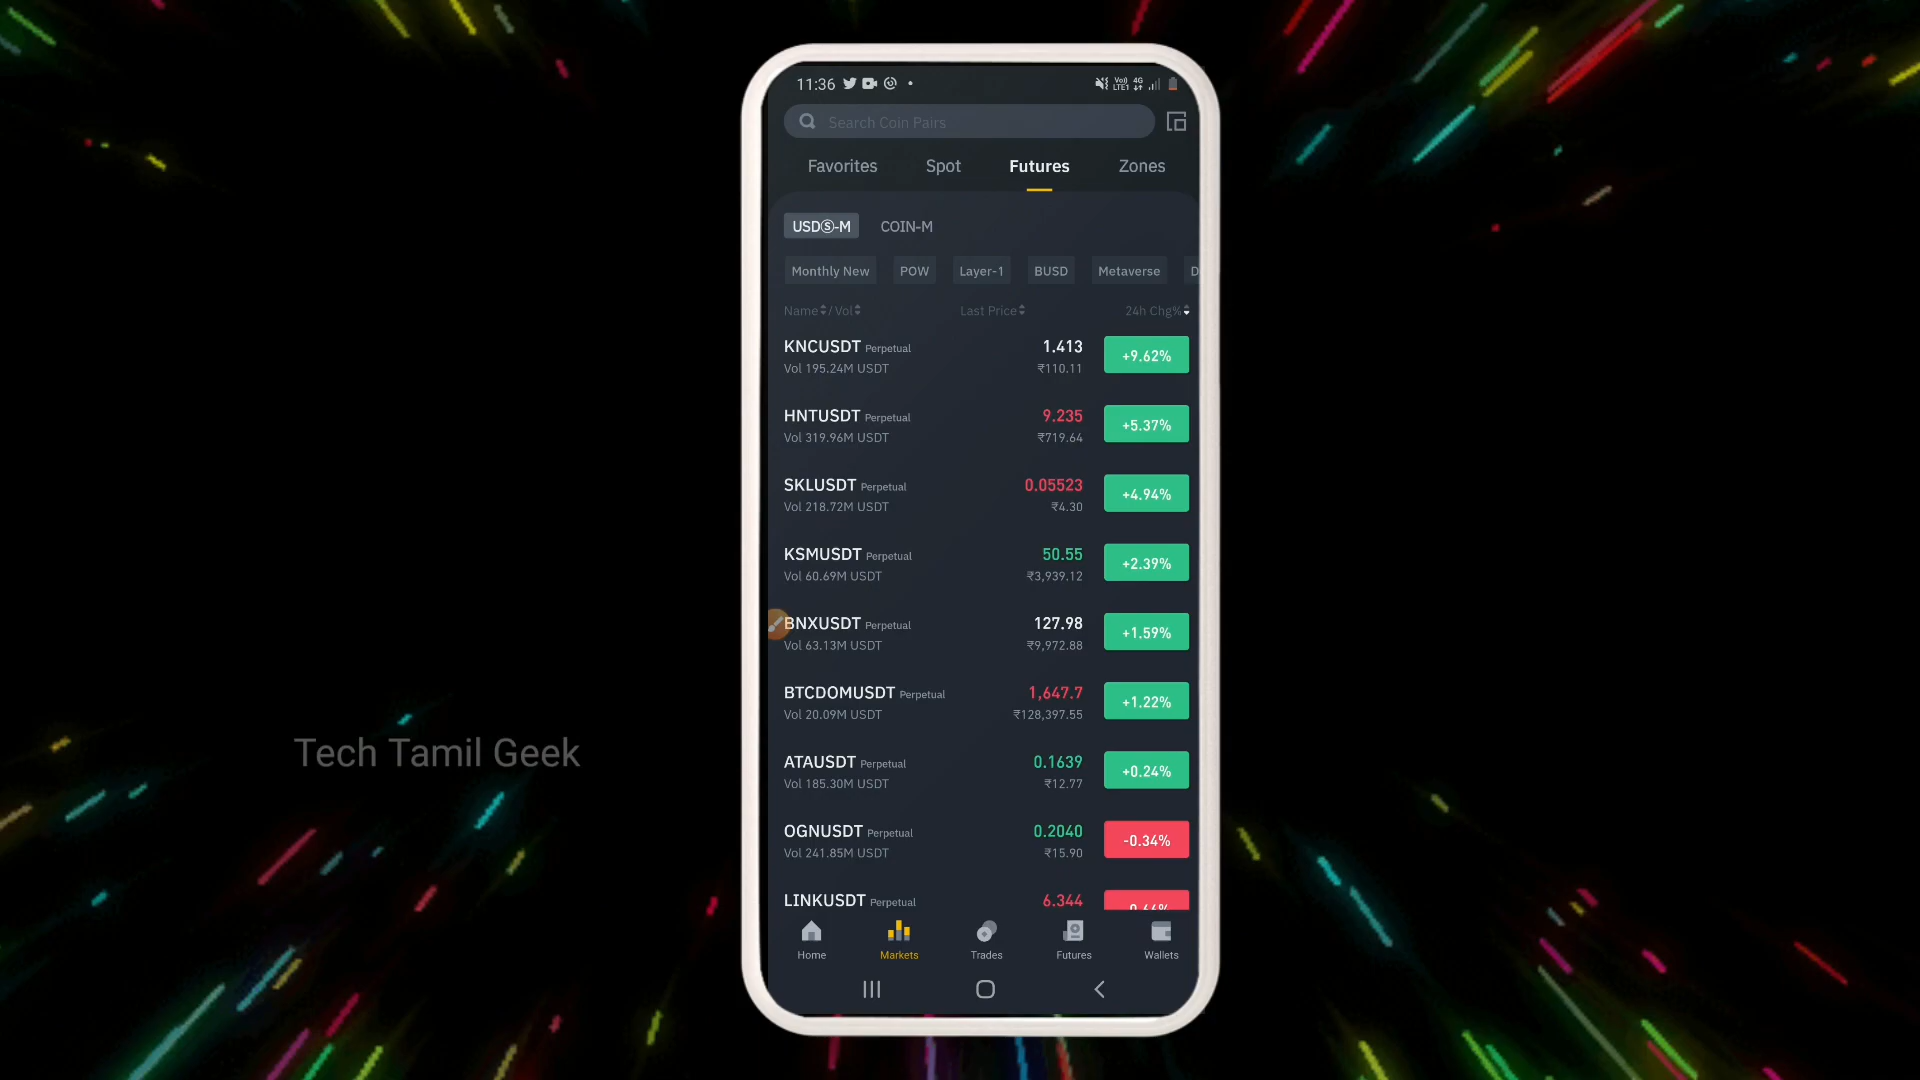 11:36
Vo)) 4G
LTE1
Search Coin Pairs
Favorites Spot Futures Zones
USDⓈ-M COIN-M
Monthly New POW Layer-1 BUSD Metaverse D
Name / Vol Last Price 24h Chg%
KNCUSDT Perpetual 1.413 +9.62%
Vol 195.24M USDT ₹110.11
HNTUSDT Perpetual 9.235 +5.37%
Vol 319.96M USDT ₹719.64
SKLUSDT Perpetual 0.05523 +4.94%
Vol 218.72M USDT ₹4.30
KSMUSDT Perpetual 50.55 +2.39%
Vol 60.69M USDT ₹3,939.12
BNXUSDT Perpetual 127.98 +1.59%
Vol 63.13M USDT ₹9,972.88
BTCDOMUSDT Perpetual 1,647.7 +1.22%
Vol 20.09M USDT ₹128,397.55
ATAUSDT Perpetual 0.1639 +0.24%
Vol 185.30M USDT ₹12.77
OGNUSDT Perpetual 0.2040 -0.34%
Vol 241.85M USDT ₹15.90
LINKUSDT Perpetual 6.344
Home Markets Trades Futures Wallets
Tech Tamil Geek